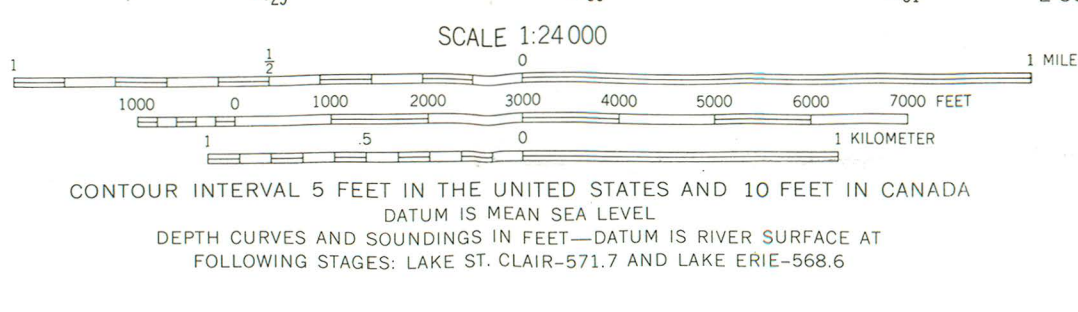 SCALE 1:24 000
1 1/2 0 1 MILE
1000 0 1000 2000 3000 4000 5000 6000 7000 FEET
1 .5 0 1 KILOMETER
CONTOUR INTERVAL 5 FEET IN THE UNITED STATES AND 10 FEET IN CANADA
DATUM IS MEAN SEA LEVEL
DEPTH CURVES AND SOUNDINGS IN FEET—DATUM IS RIVER SURFACE AT
FOLLOWING STAGES: LAKE ST. CLAIR–571.7 AND LAKE ERIE–568.6